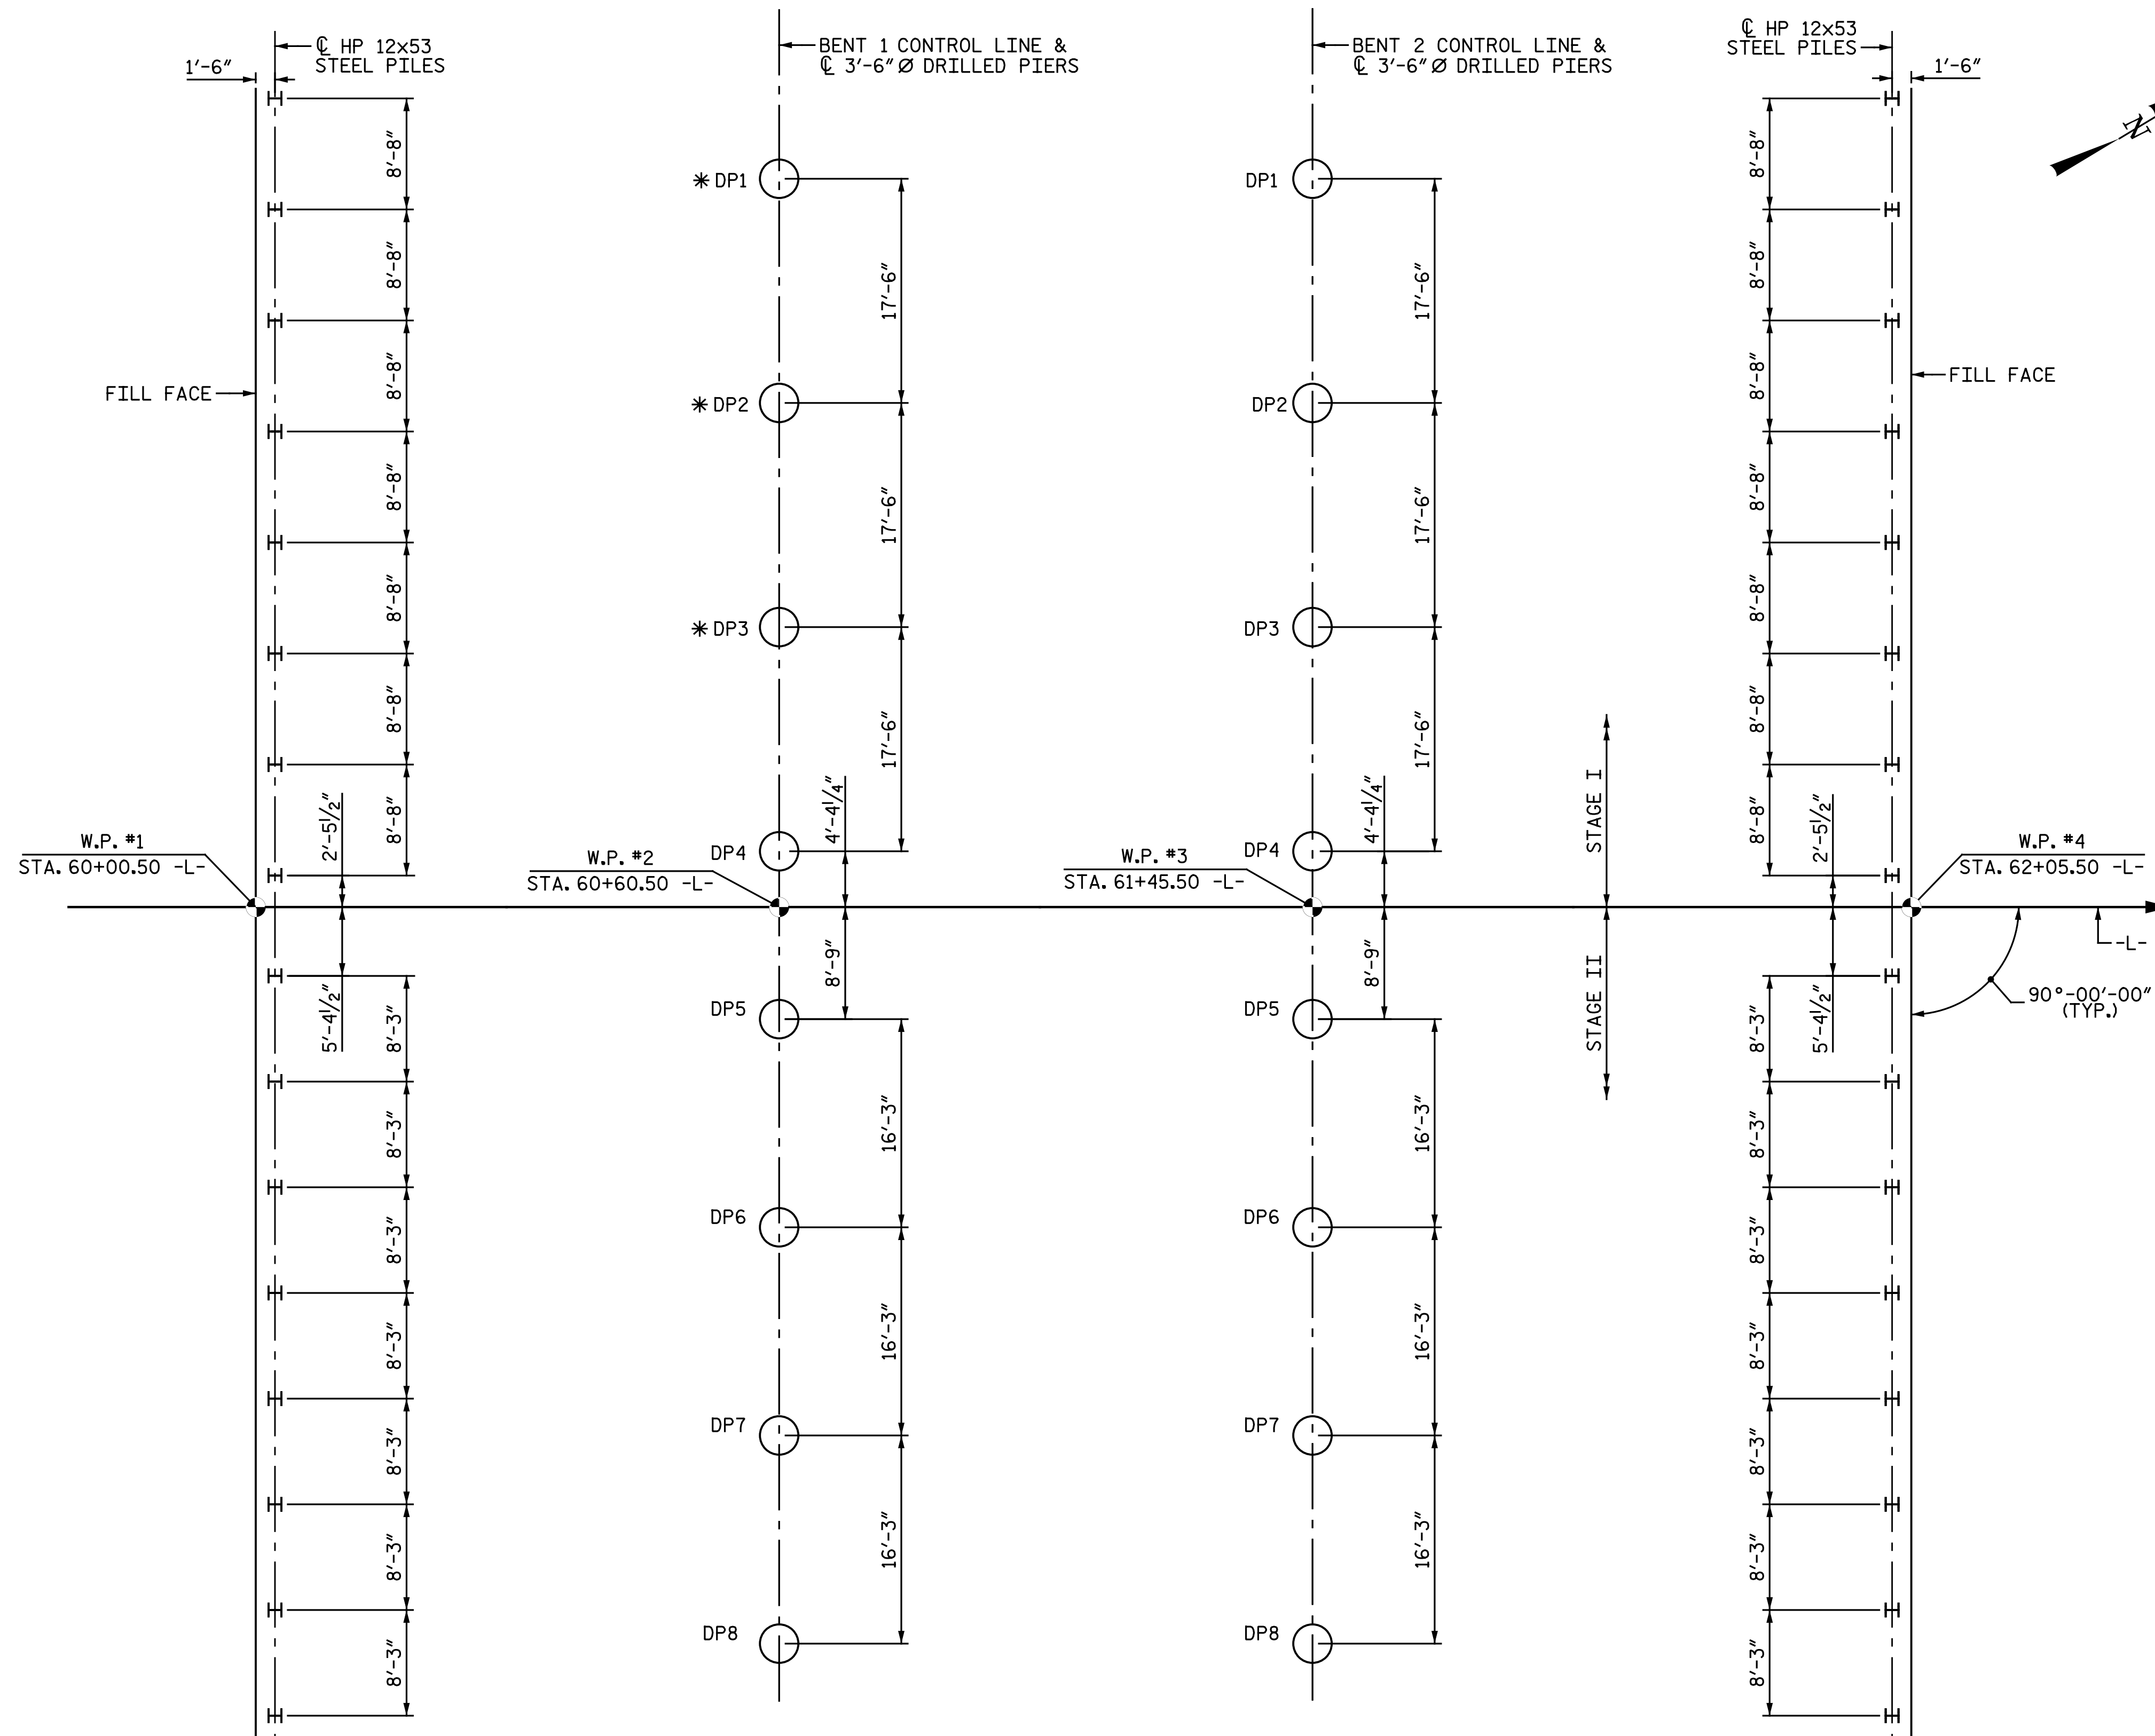 ℄ HP 12x53
STEEL PILES
1'-6"
BENT 1 CONTROL LINE &
℄ 3'-6" Ø DRILLED PIERS
BENT 2 CONTROL LINE &
℄ 3'-6" Ø DRILLED PIERS
℄ HP 12x53
STEEL PILES
1'-6"
N
8'-8"
8'-8"
8'-8"
8'-8"
8'-8"
8'-8"
8'-8"
FILL FACE
2'-5½"
5'-4½"
8'-3"
8'-3"
8'-3"
8'-3"
8'-3"
8'-3"
8'-3"
W.P. #1
STA. 60+00.50 -L-
✳ DP1
✳ DP2
✳ DP3
DP4
DP5
DP6
DP7
DP8
17'-6"
17'-6"
17'-6"
4'-4¼"
8'-9"
16'-3"
16'-3"
16'-3"
W.P. #2
STA. 60+60.50 -L-
DP1
DP2
DP3
DP4
DP5
DP6
DP7
DP8
17'-6"
17'-6"
17'-6"
4'-4¼"
8'-9"
16'-3"
16'-3"
16'-3"
W.P. #3
STA. 61+45.50 -L-
STAGE I
STAGE II
8'-8"
8'-8"
8'-8"
8'-8"
8'-8"
8'-8"
8'-8"
FILL FACE
2'-5½"
5'-4½"
8'-3"
8'-3"
8'-3"
8'-3"
8'-3"
8'-3"
8'-3"
W.P. #4
STA. 62+05.50 -L-
-L-
90°-00'-00"
(TYP.)